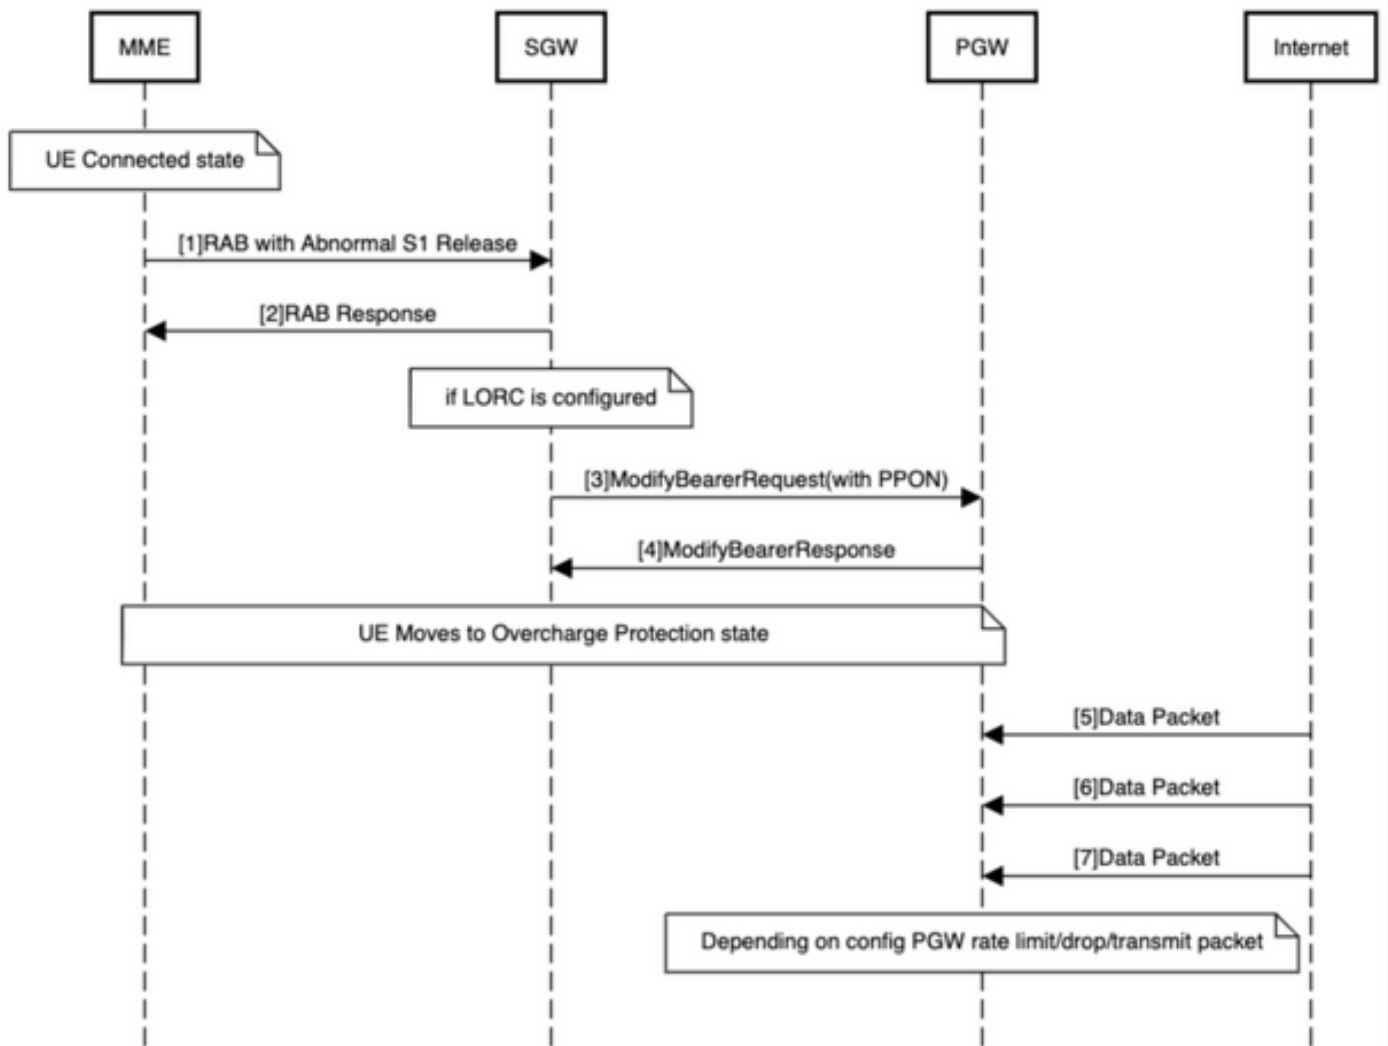 MME
SGW
PGW
Internet
UE Connected state
[1]RAB with Abnormal S1 Release
[2]RAB Response
if LORC is configured
[3]ModifyBearerRequest(with PPON)
[4]ModifyBearerResponse
UE Moves to Overcharge Protection state
[5]Data Packet
[6]Data Packet
[7]Data Packet
Depending on config PGW rate limit/drop/transmit packet